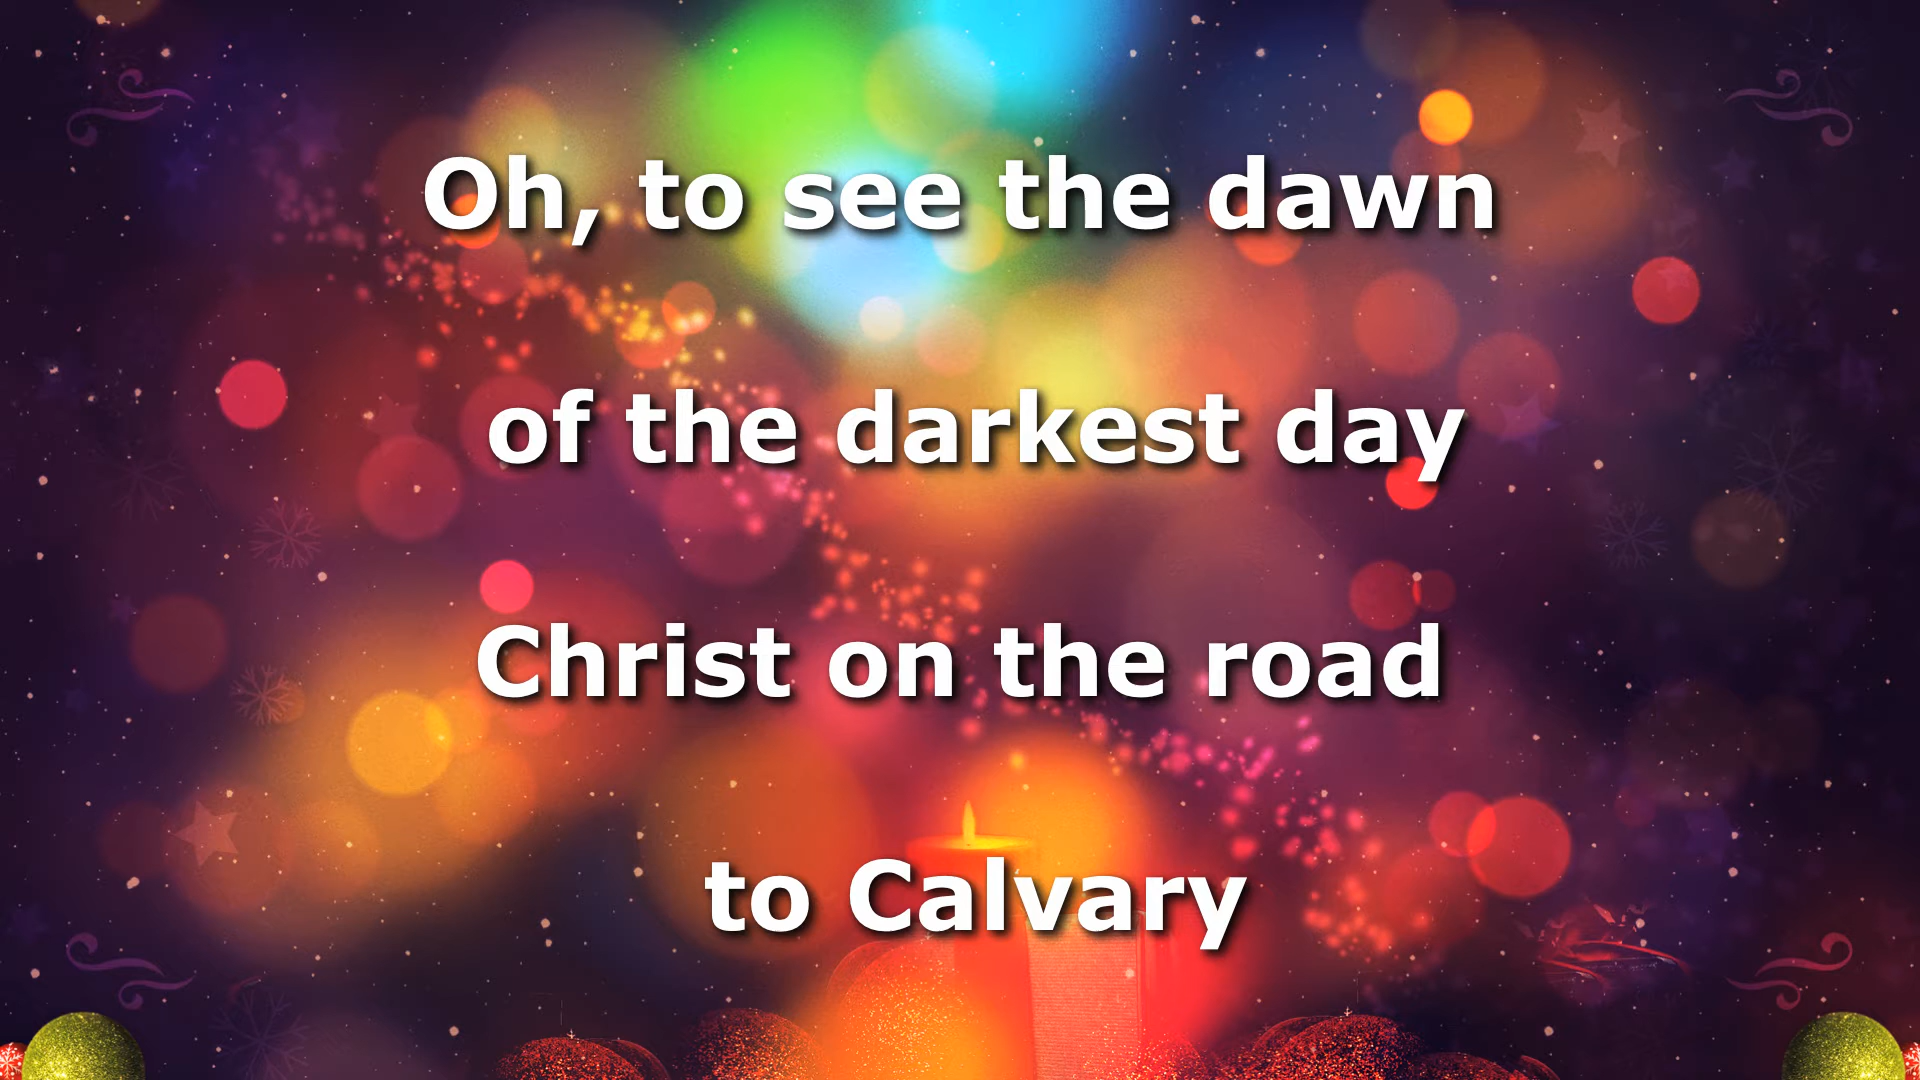 Oh, to see the dawn
of the darkest day
Christ on the road
to Calvary